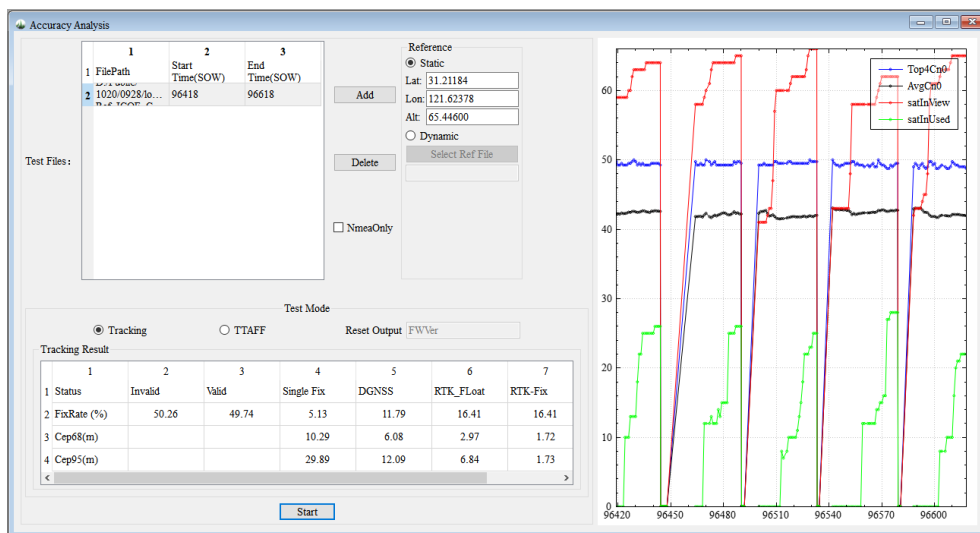 Accuracy Analysis
1 2 3
1 FilePath Start Time(SOW) End Time(SOW)
2 1020/0928/lo... 96418 96618
Test Files:
Add
Delete
NmeaOnly
Reference
Static
Lat: 31.21184
Lon: 121.62378
Alt: 65.44600
Dynamic
Select Ref File
Test Mode
Tracking TTAFF Reset Output FWVer
Tracking Result
1 2 3 4 5 6 7
1 Status Invalid Valid Single Fix DGNSS RTK_FLoat RTK-Fix
2 FixRate (%) 50.26 49.74 5.13 11.79 16.41 16.41
3 Cep68(m) 10.29 6.08 2.97 1.72
4 Cep95(m) 29.89 12.09 6.84 1.73
Start
Top4Cn0
AvgCn0
satInView
satInUsed
60
50
40
30
20
10
0
96420 96450 96480 96510 96540 96570 96600